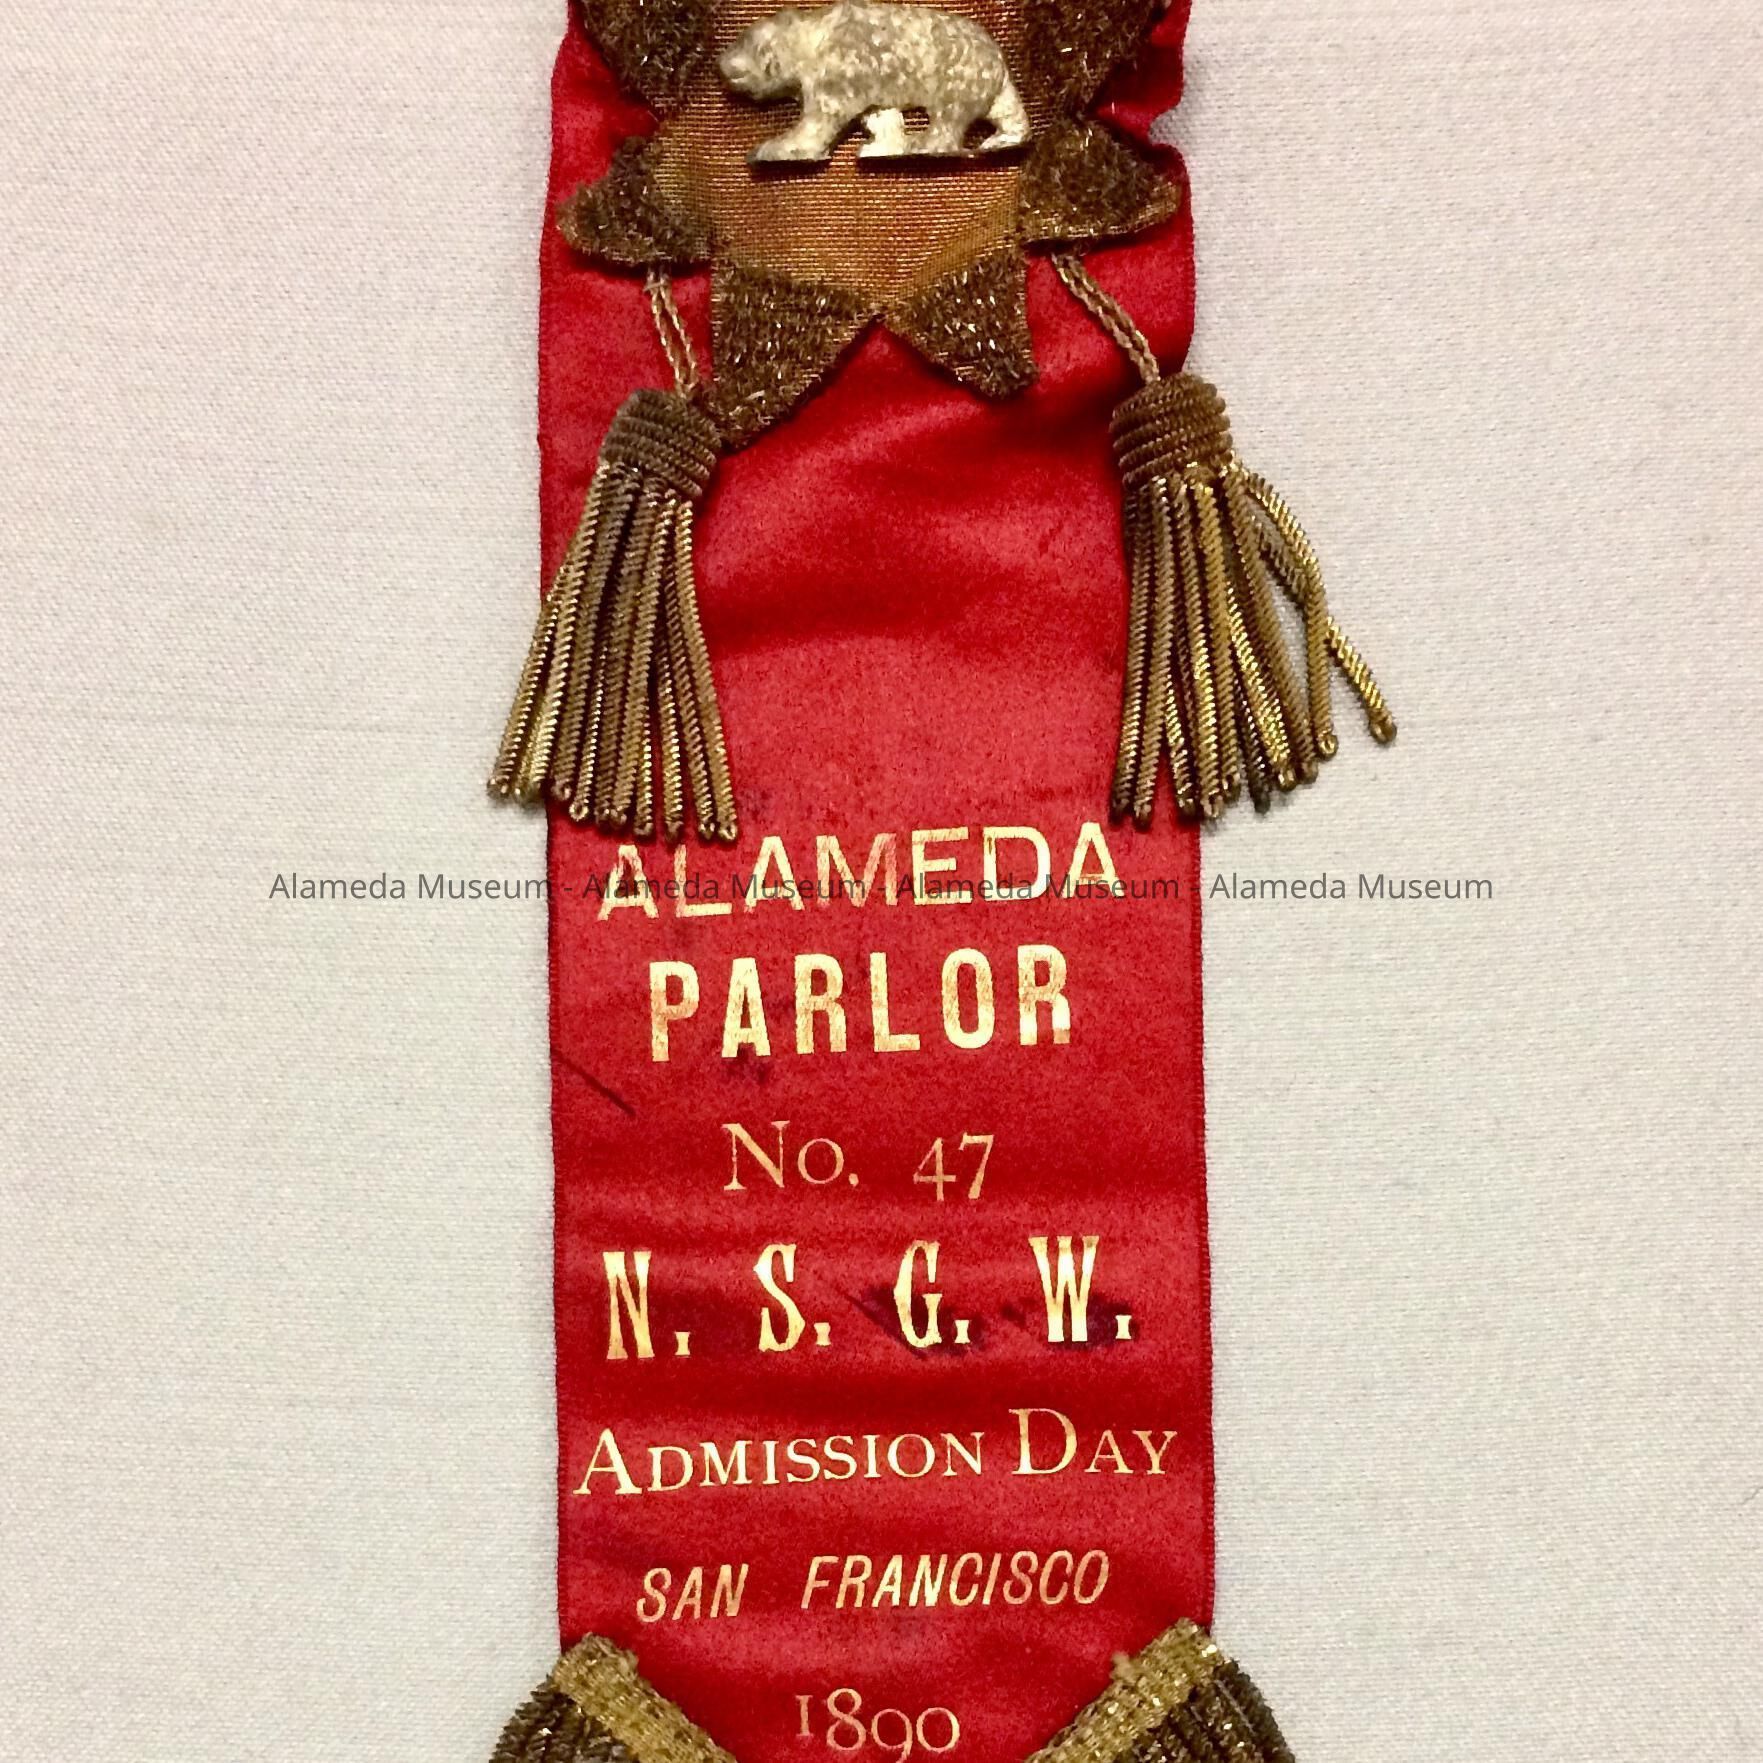 ALAMEDA
Alameda Museum - Alameda Museum - Alameda Museum - Alameda Museum
PARLOR
No. 47
N. S. G. W.
ADMISSION DAY
SAN FRANCISCO
1890